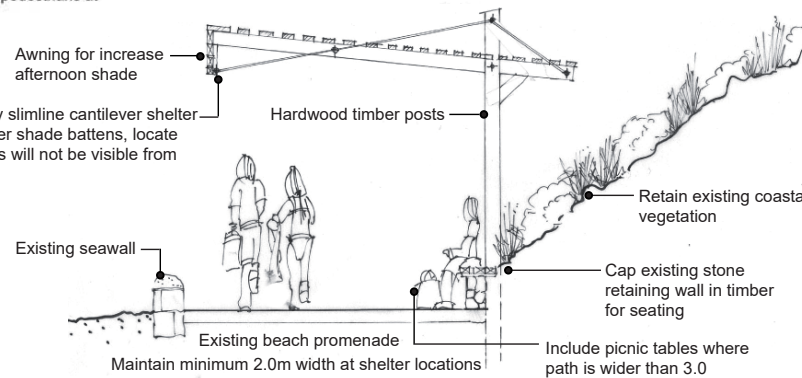 pedestrians at
Awning for increase
afternoon shade
slimline cantilever shelter
shade battens, locate
will not be visible from
Hardwood timber posts
Existing seawall
Retain existing
vegetation
Cap existing stone
retaining wall in timber
for seating
Existing beach promenade
Maintain minimum 2.0m width at shelter locations
Include picnic tables where
path is wider than 3.0